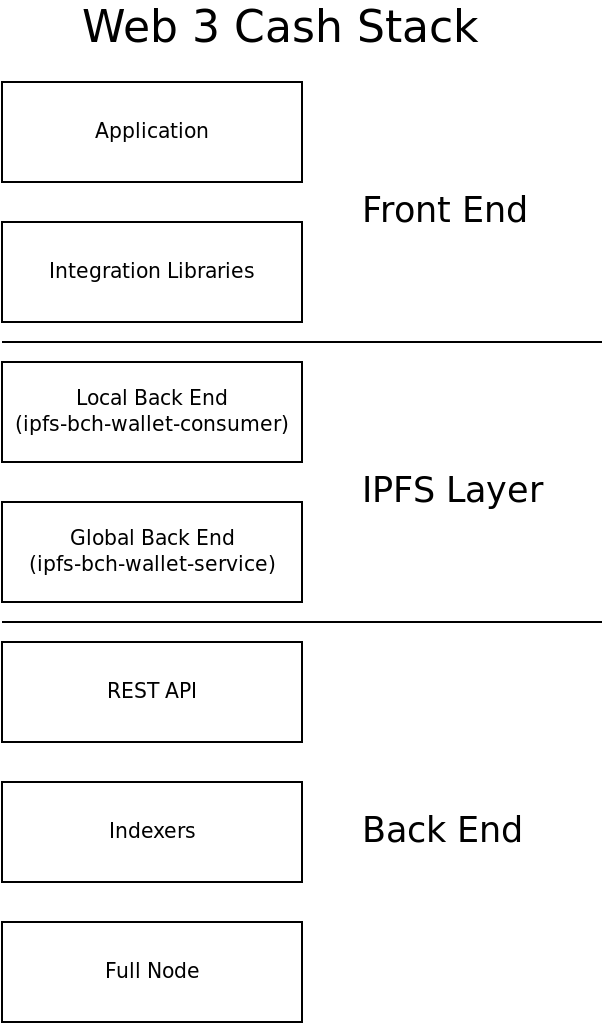 Web 3 Cash Stack
Application
Front End
Integration Libraries
Local Back End
(ipfs-bch-wallet-consumer)
IPFS Layer
Global Back End
(ipfs-bch-wallet-service)
REST API
Indexers
Back End
Full Node